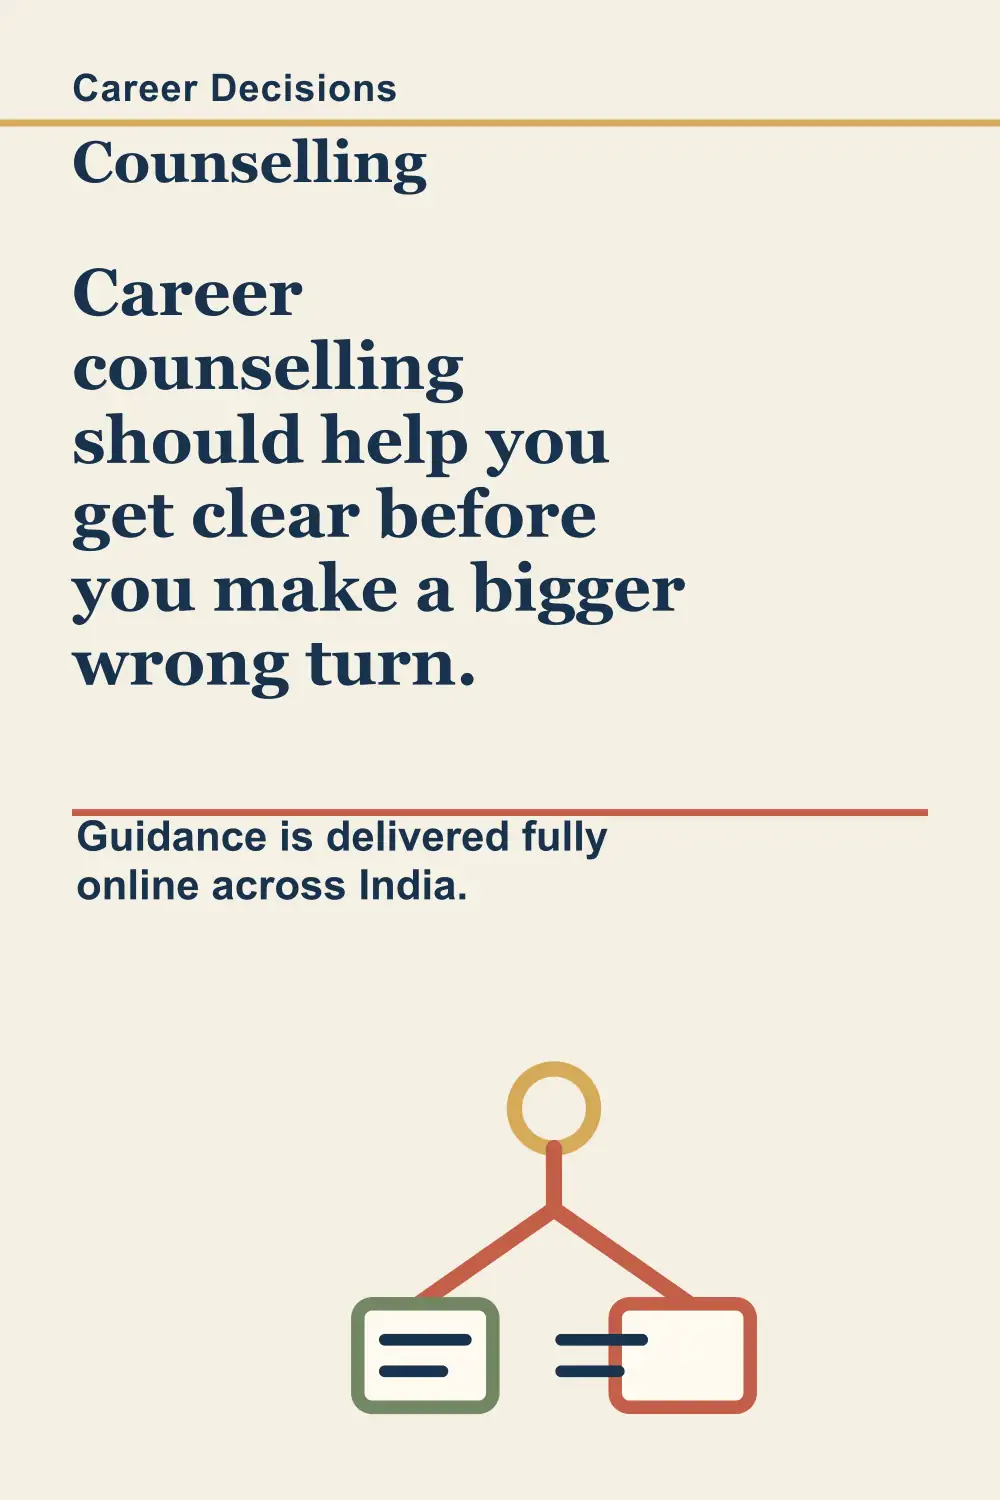 Career Decisions
Counselling
Career
counselling
should help you
get clear before
you make a bigger
wrong turn.
Guidance is delivered fully
online across India.